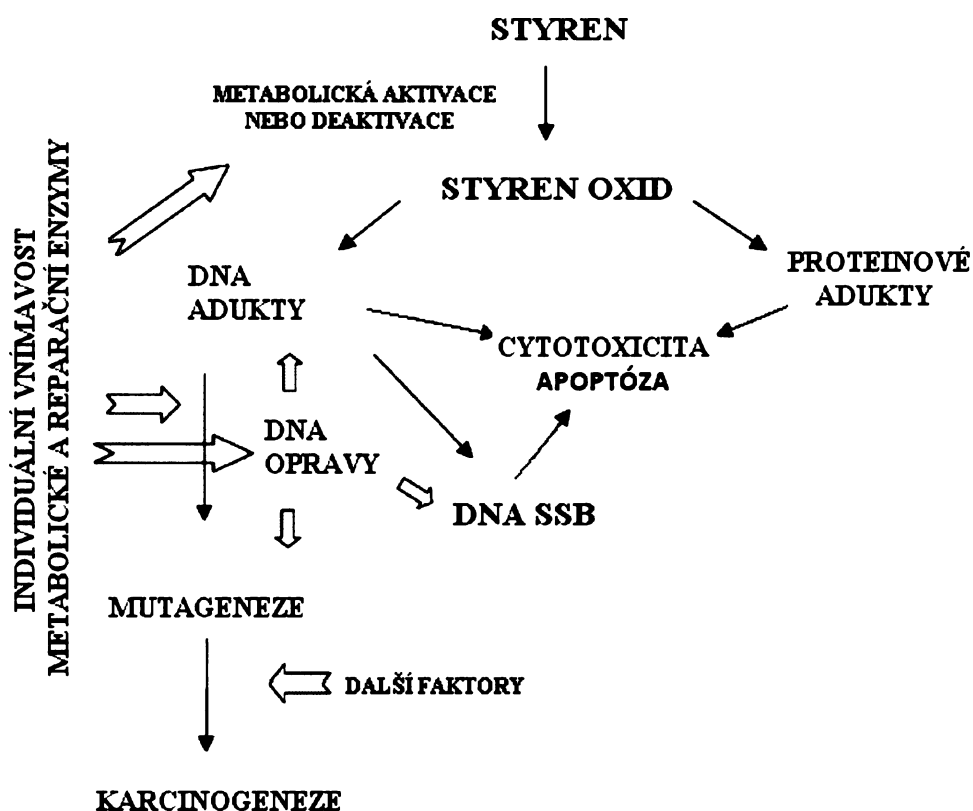 STYREN
METABOLICKÁ AKTIVACE
NEBO DEAKTIVACE
STYREN OXID
INDIVIDUÁLNÍ VNÍMAVOST
METABOLICKÉ A REPARAČNÍ ENZYMY
DNA
ADUKTY
PROTEINOVÉ
ADUKTY
CYTOTOXICITA
APOPTÓZA
DNA
OPRAVY
DNA SSB
MUTAGENEZE
DALŠÍ FAKTORY
KARCINOGENEZE